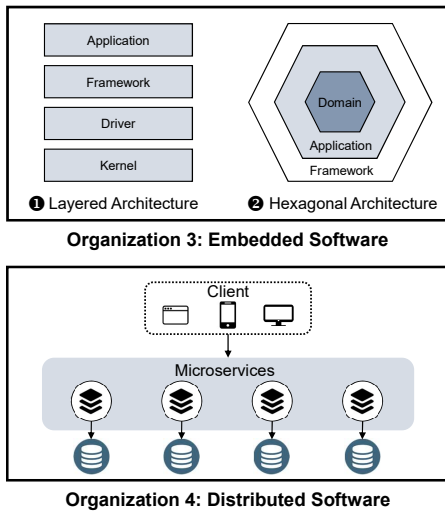 Application
Framework
Driver
Kernel
❶ Layered Architecture
Domain
Application
Framework
❷ Hexagonal Architecture
Organization 3: Embedded Software
Client
Microservices
Organization 4: Distributed Software